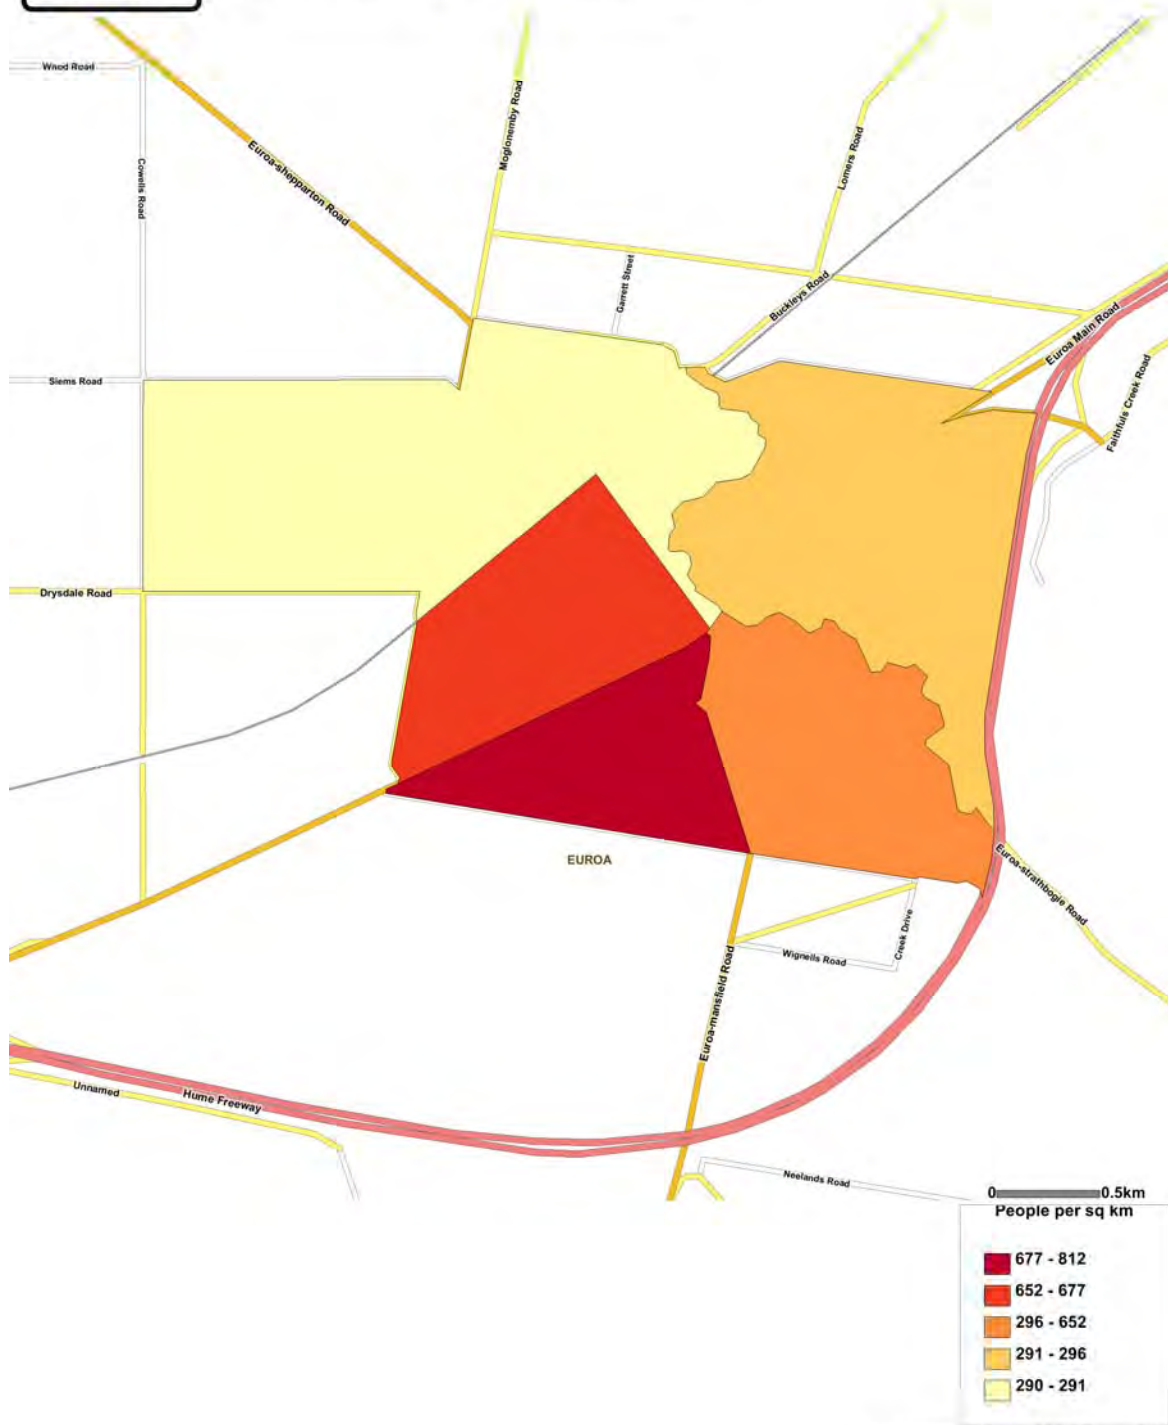 Wood Road
Cowells Road
Euroa-shepparton Road
Moglonemby Road
Lomers Road
Garrett Street
Buckleys Road
Euroa Main Road
Faithfuls Creek Road
Siems Road
Drysdale Road
EUROA
Euroa-strathbogie Road
Creek Drive
Wignells Road
Euroa-mansfield Road
Unnamed
Hume Freeway
Neelands Road
0 0.5km
People per sq km
677 - 812
652 - 677
296 - 652
291 - 296
290 - 291